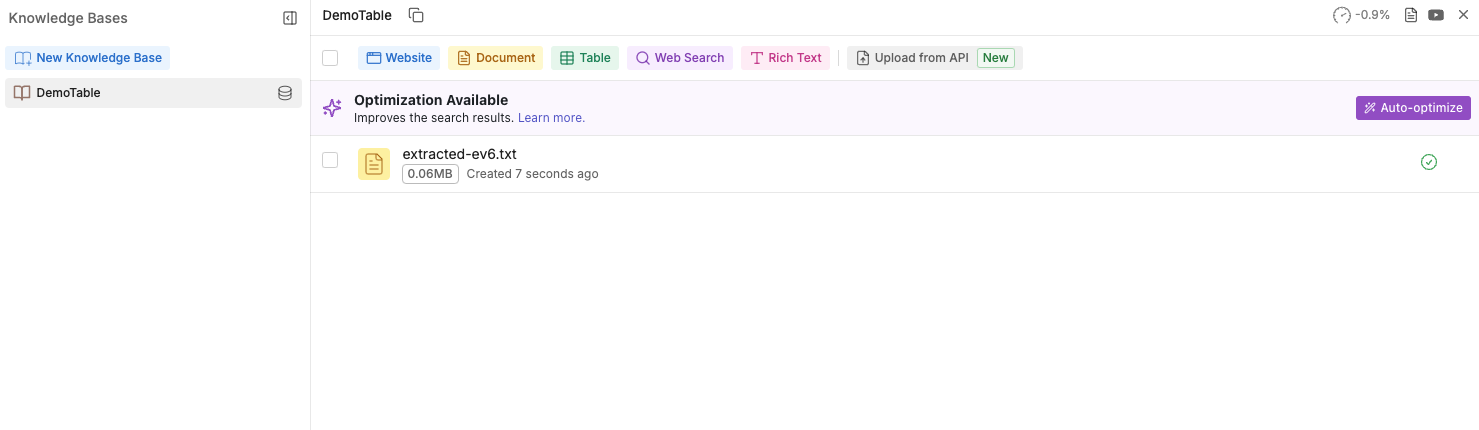 Knowledge Bases
New Knowledge Base
DemoTable
DemoTable
-0.9%
Website
Document
Table
Web Search
Rich Text
Upload from API New
Optimization Available
Improves the search results. Learn more.
Auto-optimize
extracted-ev6.txt
0.06MB Created 7 seconds ago